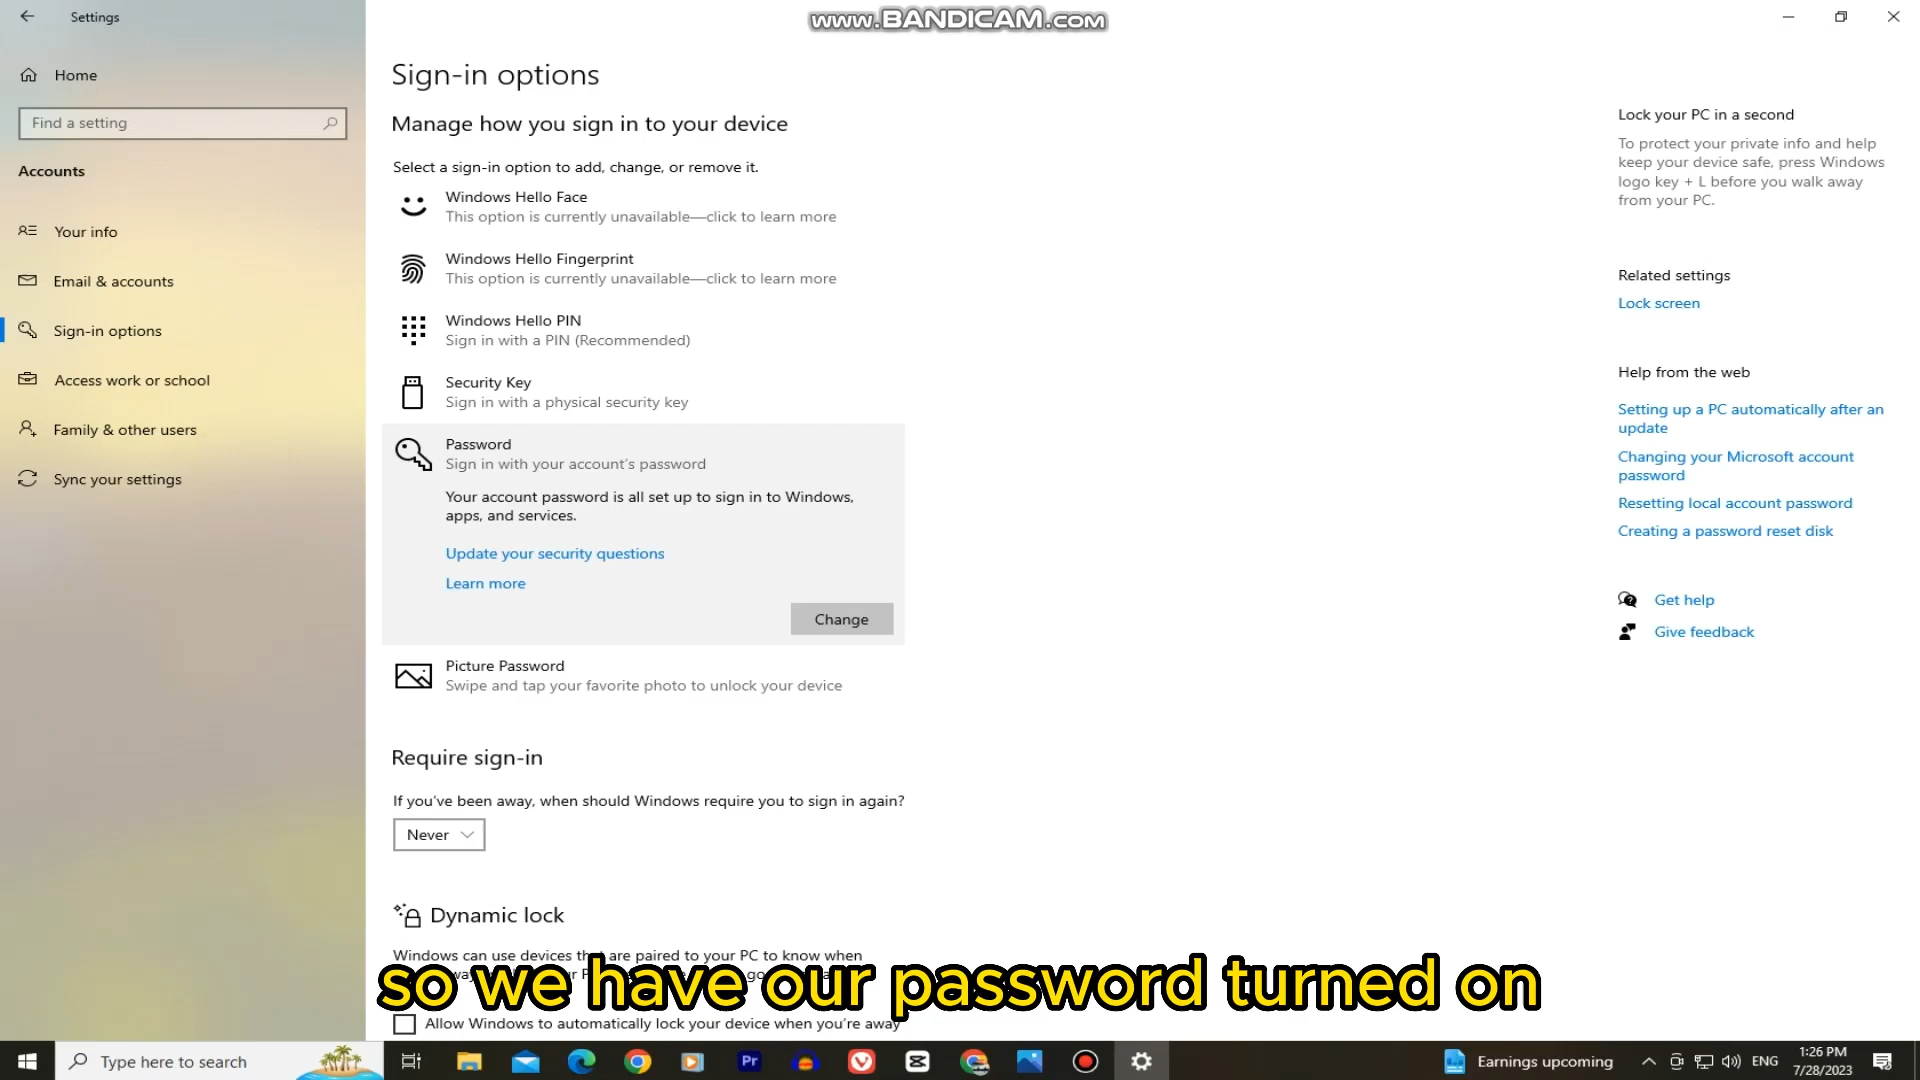 Settings
www.BANDICAM.com
Home
Find a setting
Accounts
Your info
Email & accounts
Sign-in options
Access work or school
Family & other users
Sync your settings
Sign-in options
Manage how you sign in to your device
Select a sign-in option to add, change, or remove it.
Windows Hello Face
This option is currently unavailable—click to learn more
Windows Hello Fingerprint
This option is currently unavailable—click to learn more
Windows Hello PIN
Sign in with a PIN (Recommended)
Security Key
Sign in with a physical security key
Password
Sign in with your account's password
Your account password is all set up to sign in to Windows,
apps, and services.
Update your security questions
Learn more
Change
Picture Password
Swipe and tap your favorite photo to unlock your device
Require sign-in
If you've been away, when should Windows require you to sign in again?
Never
Dynamic lock
Windows can use devices that are paired to your PC to know when
so we have our password turned on
Allow Windows to automatically lock your device when you're away
Lock your PC in a second
To protect your private info and help
keep your device safe, press Windows
logo key + L before you walk away
from your PC.
Related settings
Lock screen
Help from the web
Setting up a PC automatically after an
update
Changing your Microsoft account
password
Resetting local account password
Creating a password reset disk
Get help
Give feedback
Type here to search
Pr
Earnings upcoming
ENG
1:26 PM
7/28/2023